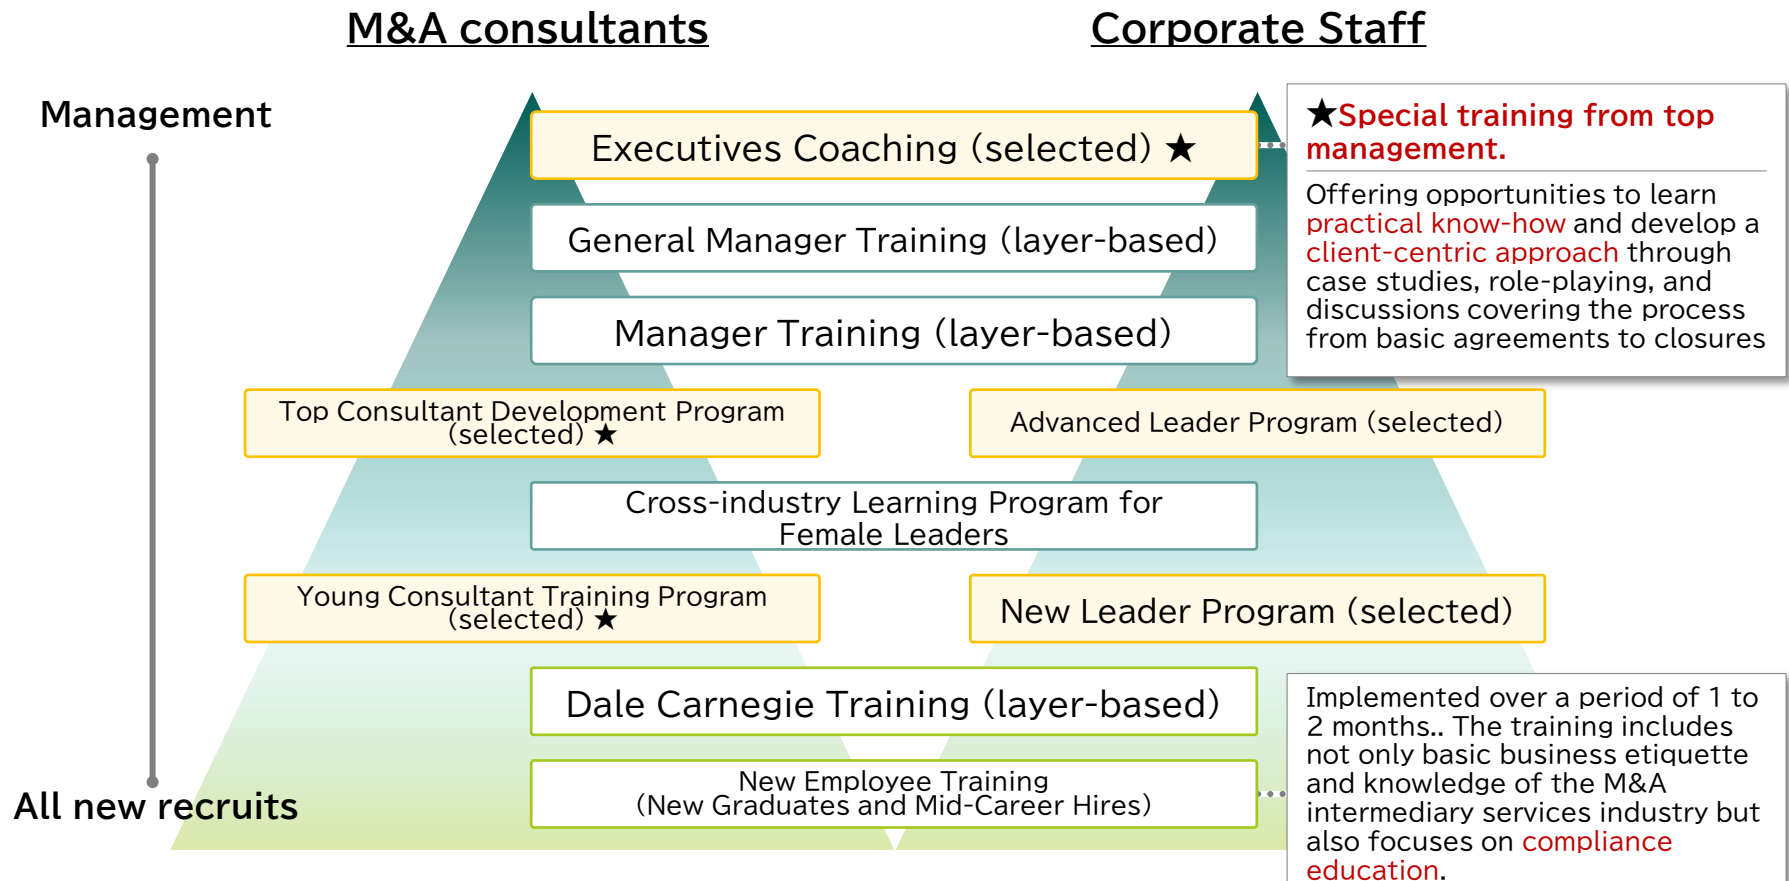 M&A consultants
Corporate Staff
Management
Executives Coaching (selected) ★
★Special training from top
management.
Offering opportunities to learn
practical know-how and develop a
client-centric approach through
case studies, role-playing, and
discussions covering the process
from basic agreements to closures
General Manager Training (layer-based)
Manager Training (layer-based)
Top Consultant Development Program
(selected) ★
Advanced Leader Program (selected)
Cross-industry Learning Program for
Female Leaders
Young Consultant Training Program
(selected) ★
New Leader Program (selected)
Dale Carnegie Training (layer-based)
New Employee Training
(New Graduates and Mid-Career Hires)
All new recruits
Implemented over a period of 1 to
2 months.. The training includes
not only basic business etiquette
and knowledge of the M&A
intermediary services industry but
also focuses on compliance
education.